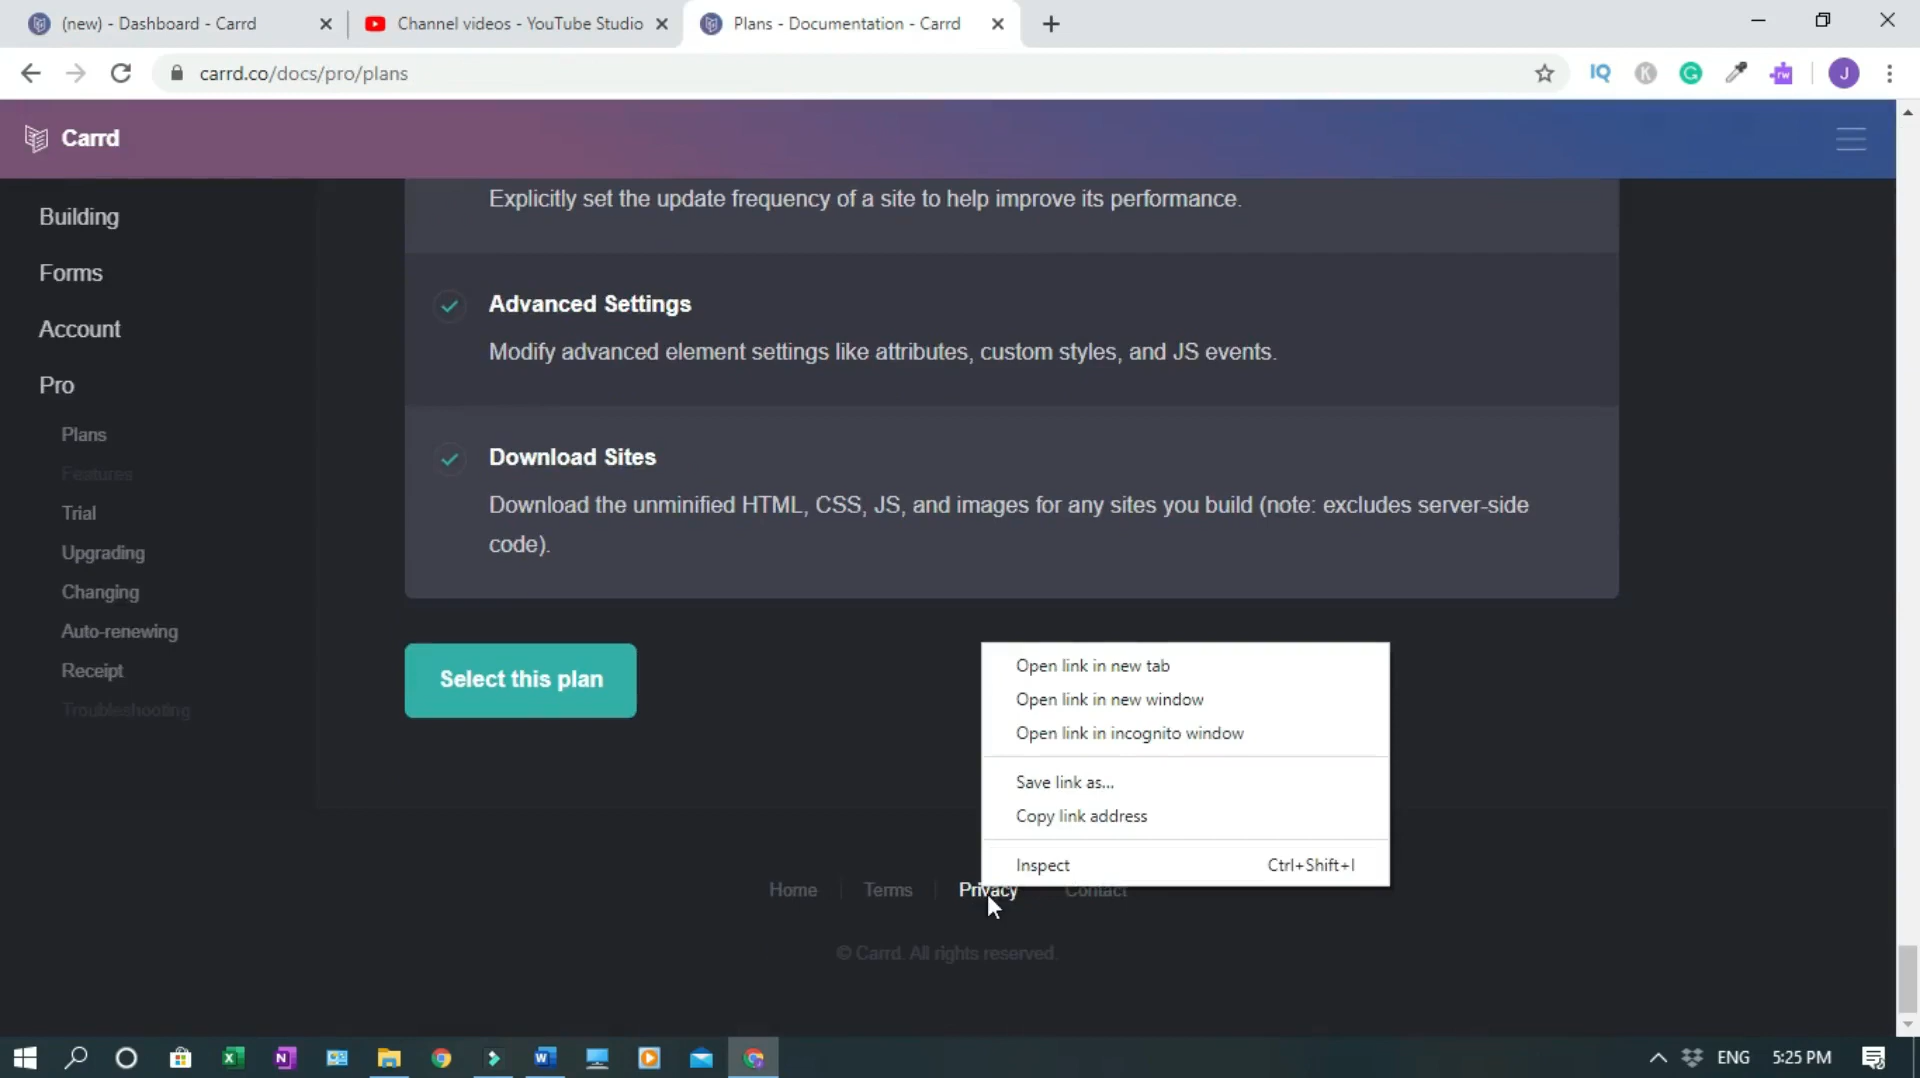 (new) - Dashboard - Carrd
Channel videos - YouTube Studio
Plans - Documentation - Carrd
carrd.co/docs/pro/plans
IQ
K
G
rw
J
Carrd
Building
Forms
Account
Pro
Plans
Features
Trial
Upgrading
Changing
Auto-renewing
Receipt
Troubleshooting
Explicitly set the update frequency of a site to help improve its performance.
Advanced Settings
Modify advanced element settings like attributes, custom styles, and JS events.
Download Sites
Download the unminified HTML, CSS, JS, and images for any sites you build (note: excludes server-side
code).
Select this plan
Open link in new tab
Open link in new window
Open link in incognito window
Save link as...
Copy link address
Inspect Ctrl+Shift+I
Home Terms Privacy Contact
© Carrd. All rights reserved.
ENG 5:25 PM